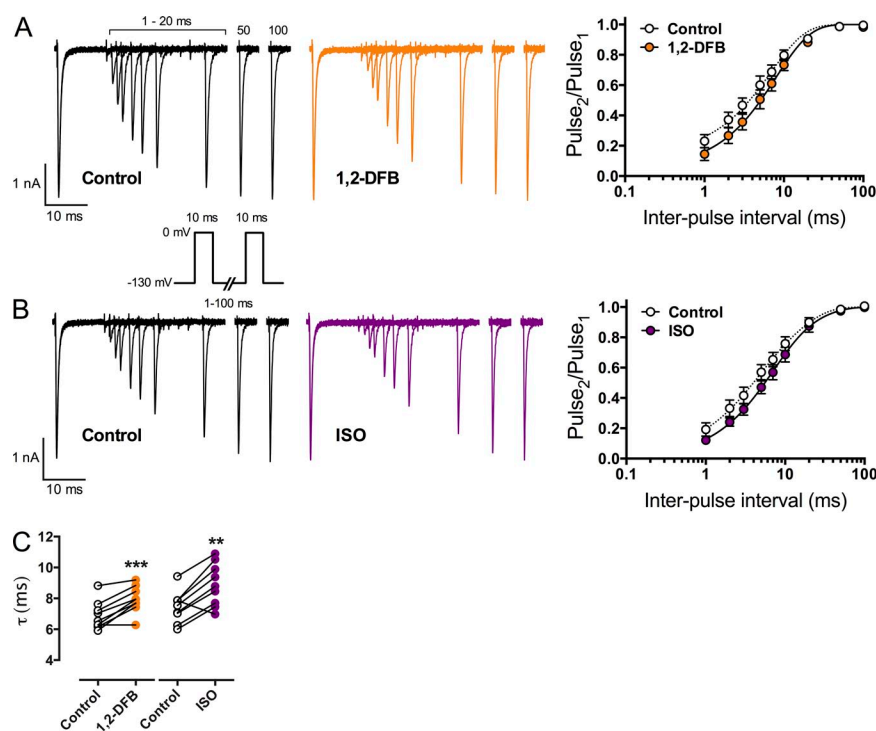 A
1 - 20 ms
50
100
Control
1,2-DFB
1 nA
10 ms
Pulse2/Pulse1
1.0
0.8
0.6
0.4
0.2
0.0
0.1
1
10
100
Inter-pulse interval (ms)
Control
1,2-DFB
10 ms
10 ms
0 mV
-130 mV
1-100 ms
B
Control
ISO
1 nA
10 ms
Pulse2/Pulse1
1.0
0.8
0.6
0.4
0.2
0.0
0.1
1
10
100
Inter-pulse interval (ms)
Control
ISO
C
τ (ms)
12
10
8
6
4
***
**
Control
1,2-DFB
Control
ISO